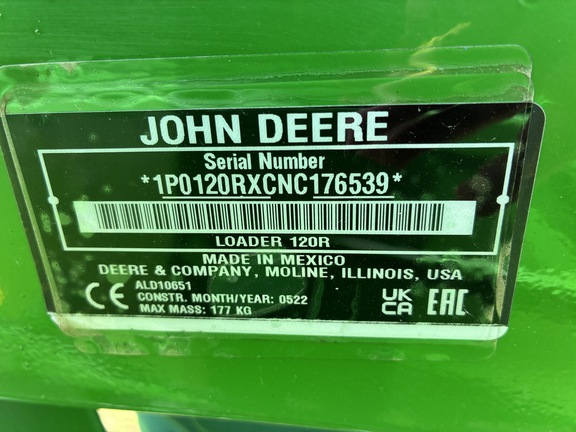 JOHN DEERE
Serial Number
*1P0120RXCNC176539*
LOADER 120R
MADE IN MEXICO
DEERE & COMPANY, MOLINE, ILLINOIS, USA
CE
ALD10651
CONSTR. MONTH/YEAR: 0522
MAX MASS: 177 KG
UK
CA
EAC